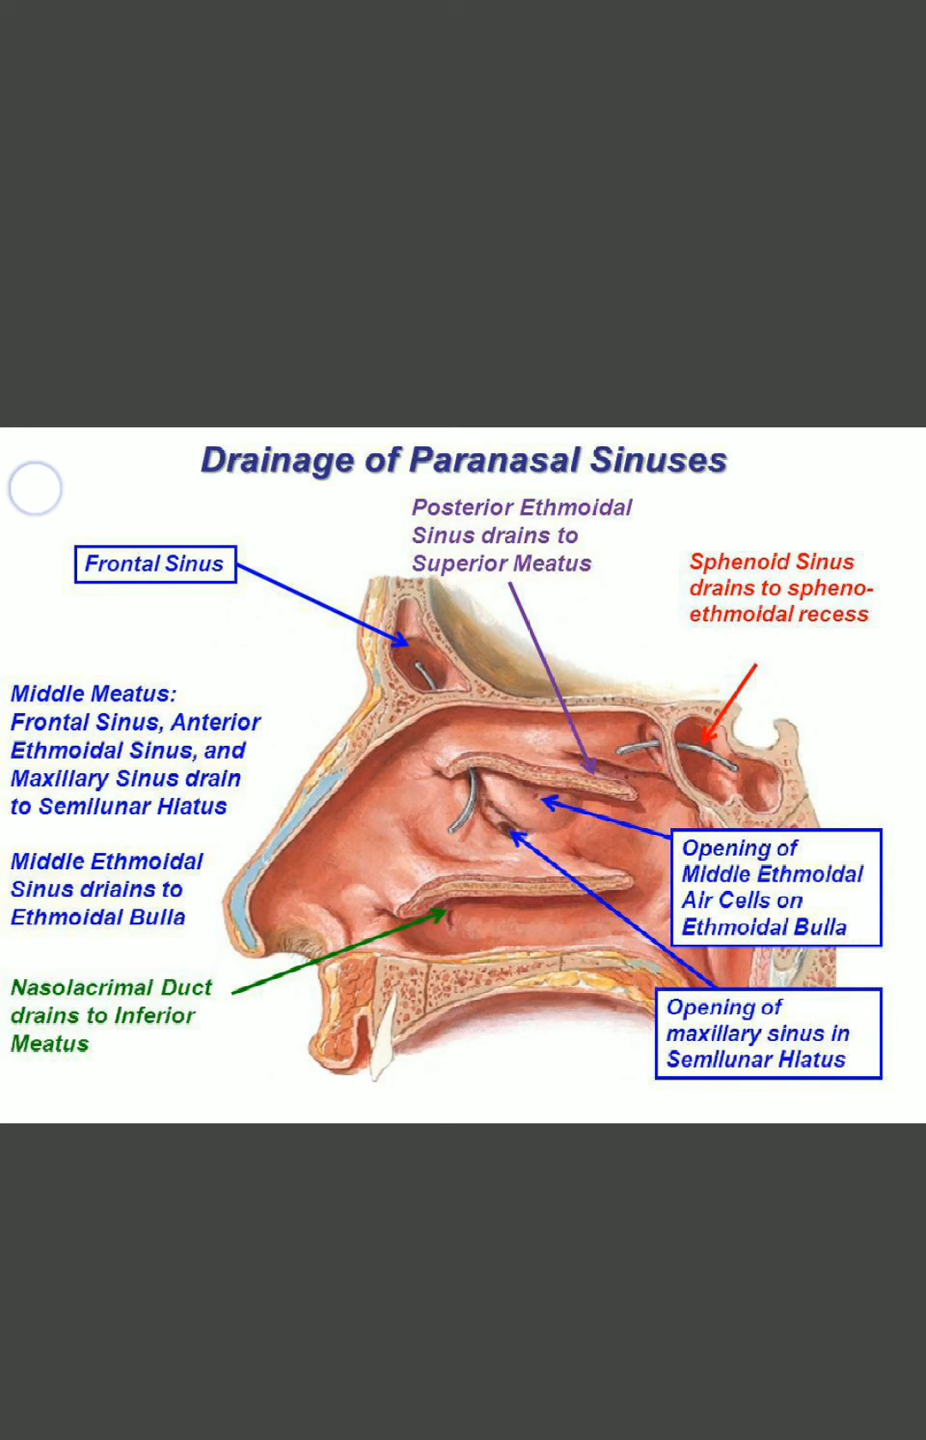 Drainage of Paranasal Sinuses
Posterior Ethmoidal
Sinus drains to
Superior Meatus
Frontal Sinus
Sphenoid Sinus
drains to spheno-
ethmoidal recess
Middle Meatus:
Frontal Sinus, Anterior
Ethmoidal Sinus, and
Maxillary Sinus drain
to Semilunar Hiatus
Middle Ethmoidal
Sinus driains to
Ethmoidal Bulla
Opening of
Middle Ethmoidal
Air Cells on
Ethmoidal Bulla
Nasolacrimal Duct
drains to Inferior
Meatus
Opening of
maxillary sinus in
Semilunar Hiatus